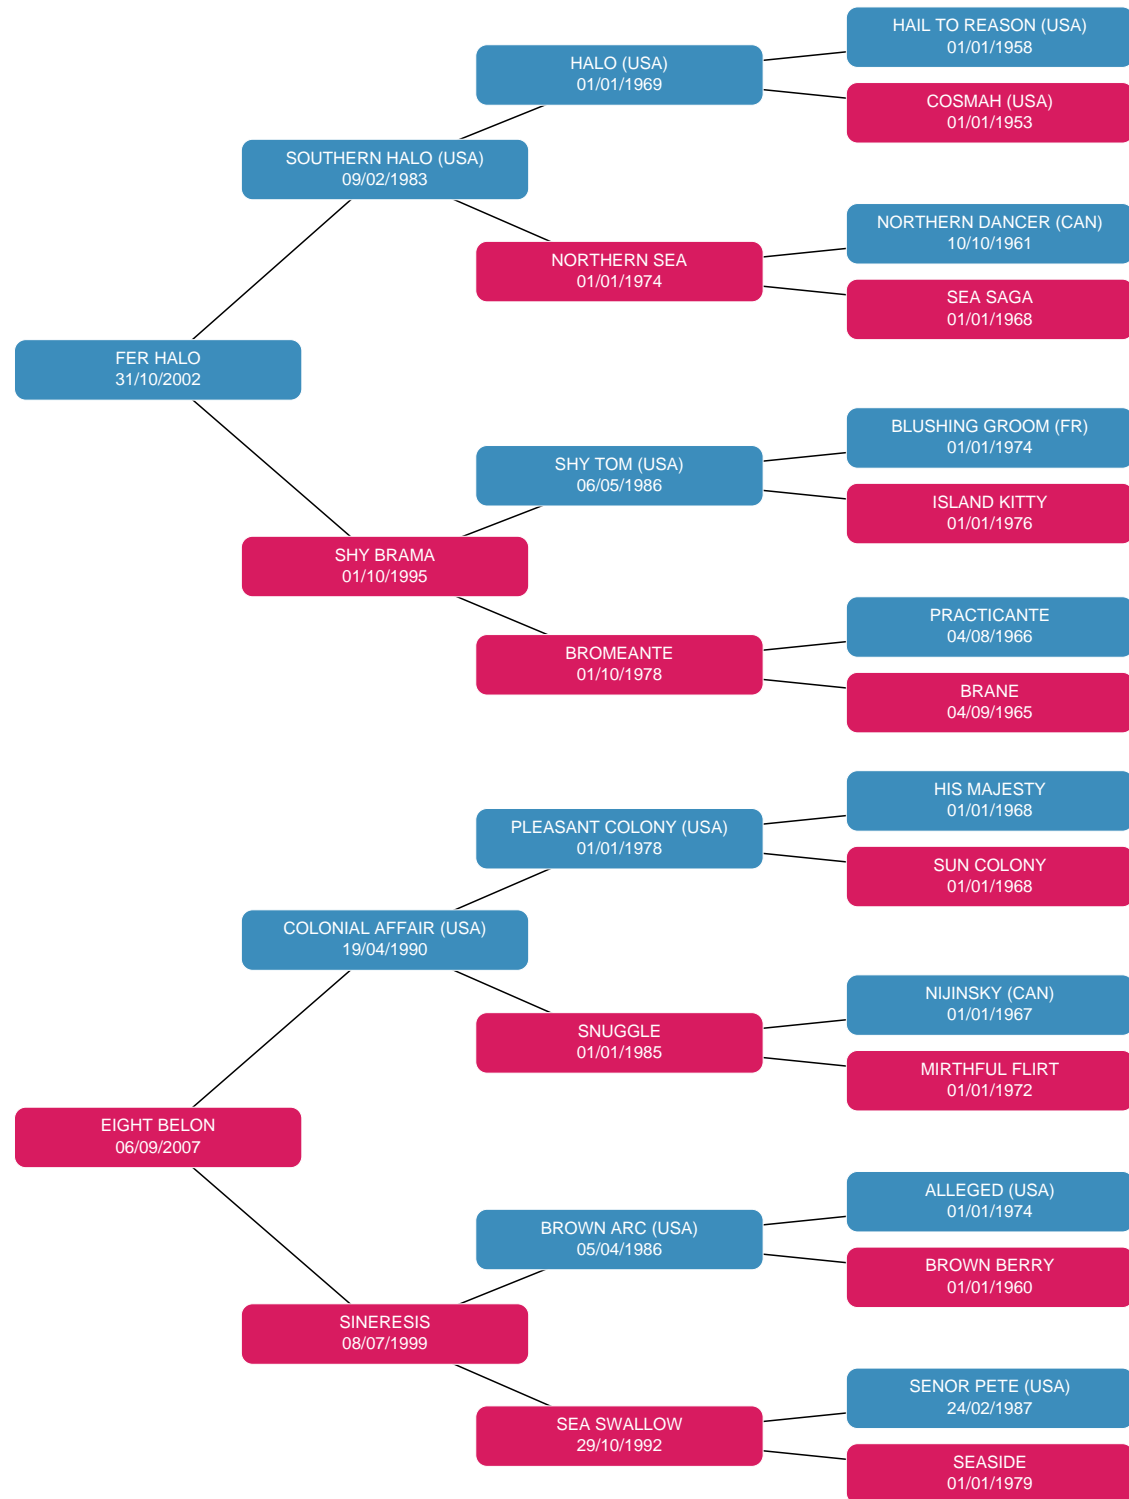 HAIL TO REASON (USA)
01/01/1958
HALO (USA)
01/01/1969
COSMAH (USA)
01/01/1953
SOUTHERN HALO (USA)
09/02/1983
NORTHERN DANCER (CAN)
10/10/1961
NORTHERN SEA
01/01/1974
SEA SAGA
01/01/1968
FER HALO
31/10/2002
BLUSHING GROOM (FR)
01/01/1974
SHY TOM (USA)
06/05/1986
ISLAND KITTY
01/01/1976
SHY BRAMA
01/10/1995
PRACTICANTE
04/08/1966
BROMEANTE
01/10/1978
BRANE
04/09/1965
HIS MAJESTY
01/01/1968
PLEASANT COLONY (USA)
01/01/1978
SUN COLONY
01/01/1968
COLONIAL AFFAIR (USA)
19/04/1990
NIJINSKY (CAN)
01/01/1967
SNUGGLE
01/01/1985
MIRTHFUL FLIRT
01/01/1972
EIGHT BELON
06/09/2007
ALLEGED (USA)
01/01/1974
BROWN ARC (USA)
05/04/1986
BROWN BERRY
01/01/1960
SINERESIS
08/07/1999
SENOR PETE (USA)
24/02/1987
SEA SWALLOW
29/10/1992
SEASIDE
01/01/1979